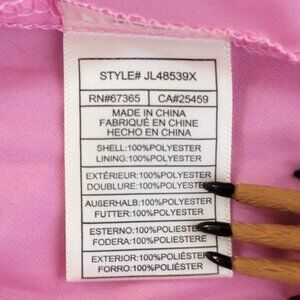 STYLE# JL48539X
RN#67365 CA#25459
MADE IN CHINA
FABRIQUÉ EN CHINE
HECHO EN CHINA
SHELL:100%POLYESTER
LINING:100%POLYESTER
EXTÉRIEUR:100%POLYESTER
DOUBLURE:100%POLYESTER
AUGERHALB:100%POLYESTER
FUTTER:100%POLYESTER
ESTERNO:100%POLIESTE
FODERA:100%POLIESTERE
EXTERIOR:100%POLIÉSTER
FORRO:100%POLIÉSTER